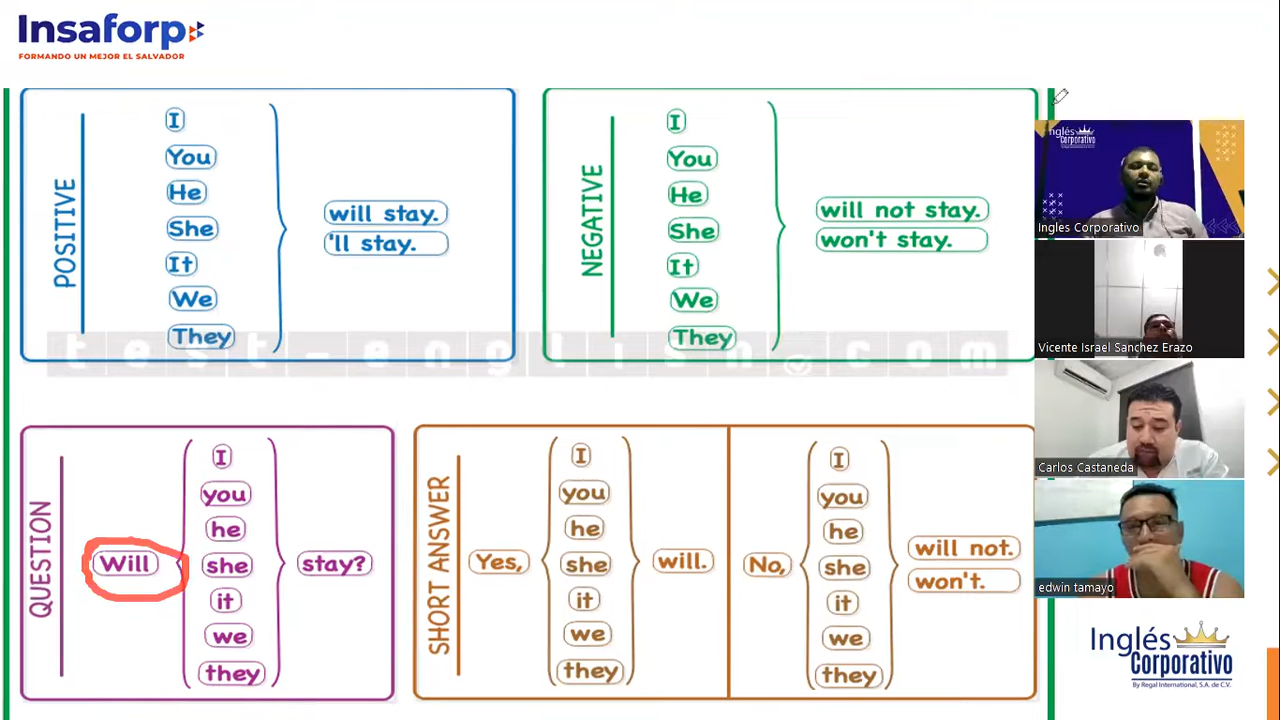 Insaforp
FORMANDO UN MEJOR EL SALVADOR
POSITIVE
I
You
He
She
It
We
They
will stay.
'll stay.
NEGATIVE
I
You
He
She
It
We
They
will not stay.
won't stay.
test-english.com
QUESTION
Will
I
you
he
she
it
we
they
stay?
SHORT ANSWER
Yes,
I
you
he
she
it
we
they
will.
No,
I
you
he
she
it
we
they
will not.
won't.
Inglés
Corporativo
Ingles Corporativo
Vicente Israel Sanchez Erazo
Carlos Castaneda
edwin tamayo
Inglés
Corporativo
By Regal International, S.A. de C.V.